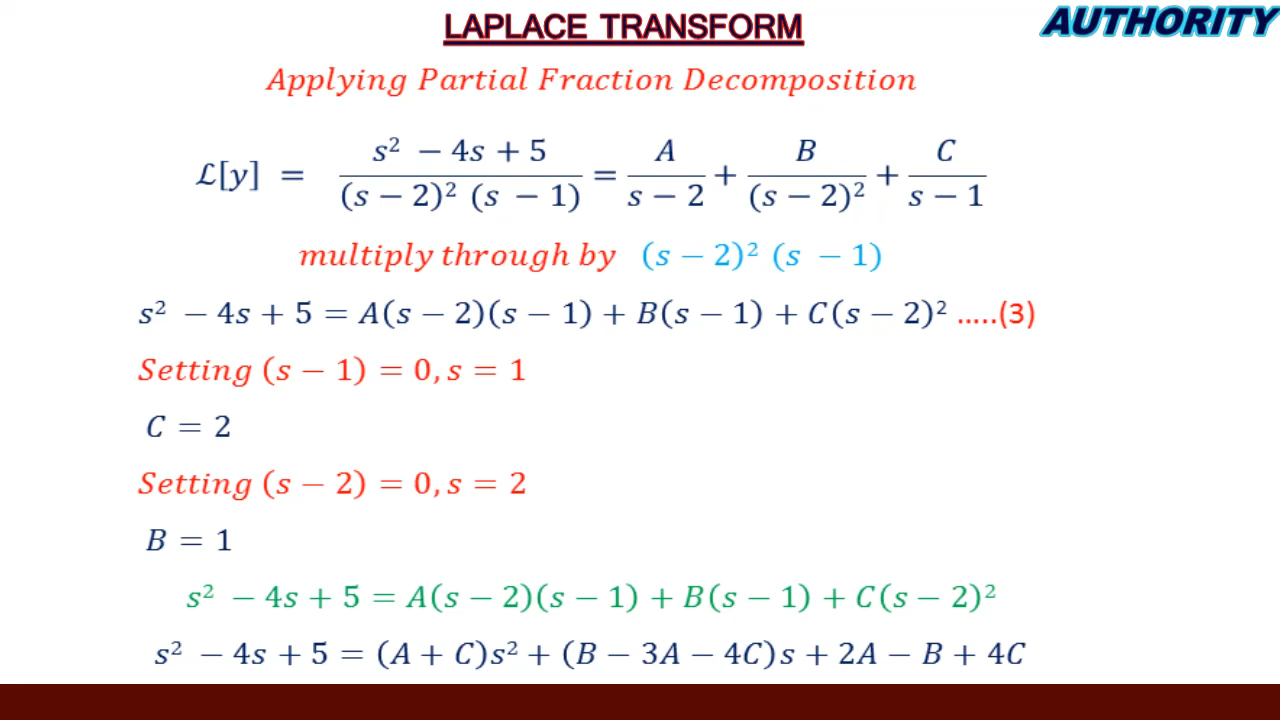 LAPLACE TRANSFORM
AUTHORITY
Applying Partial Fraction Decomposition
ℒ[y] = (s² − 4s + 5)/((s − 2)² (s − 1)) = A/(s − 2) + B/(s − 2)² + C/(s − 1)
multiply through by (s − 2)² (s − 1)
s² − 4s + 5 = A(s − 2)(s − 1) + B(s − 1) + C(s − 2)² .....(3)
Setting (s − 1) = 0, s = 1
C = 2
Setting (s − 2) = 0, s = 2
B = 1
s² − 4s + 5 = A(s − 2)(s − 1) + B(s − 1) + C(s − 2)²
s² − 4s + 5 = (A + C)s² + (B − 3A − 4C)s + 2A − B + 4C